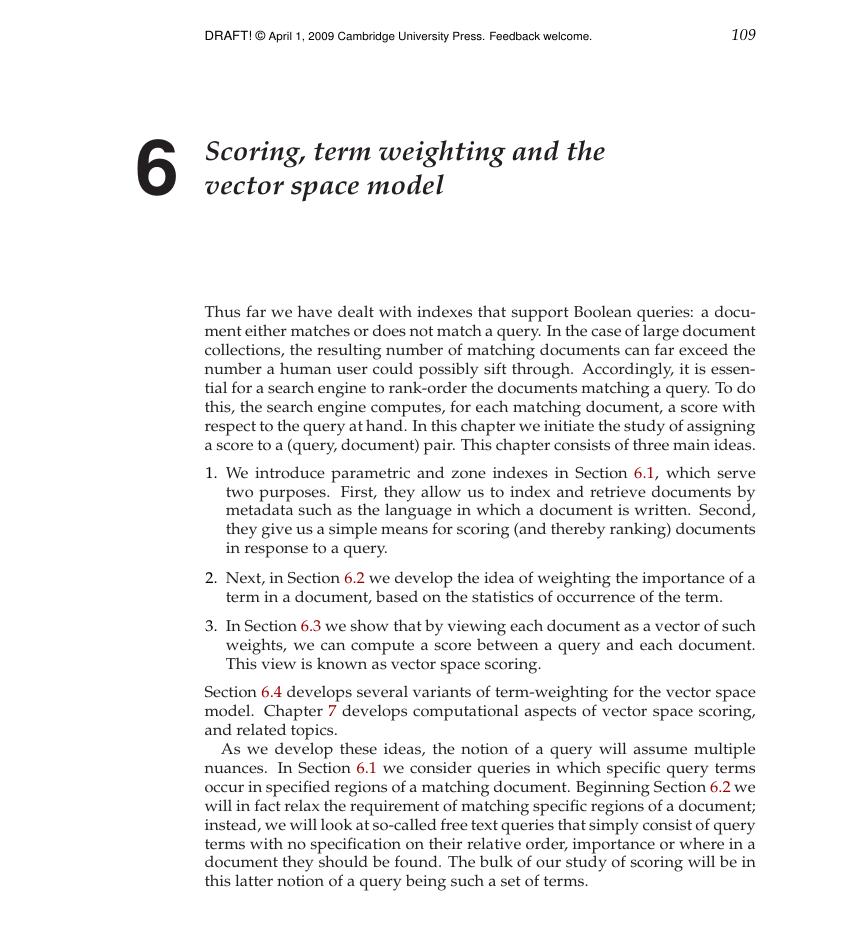 DRAFT! © April 1, 2009 Cambridge University Press. Feedback welcome. 109
6 Scoring, term weighting and the
vector space model
Thus far we have dealt with indexes that support Boolean queries: a docu-
ment either matches or does not match a query. In the case of large document
collections, the resulting number of matching documents can far exceed the
number a human user could possibly sift through. Accordingly, it is essen-
tial for a search engine to rank-order the documents matching a query. To do
this, the search engine computes, for each matching document, a score with
respect to the query at hand. In this chapter we initiate the study of assigning
a score to a (query, document) pair. This chapter consists of three main ideas.
1. We introduce parametric and zone indexes in Section 6.1, which serve
two purposes. First, they allow us to index and retrieve documents by
metadata such as the language in which a document is written. Second,
they give us a simple means for scoring (and thereby ranking) documents
in response to a query.
2. Next, in Section 6.2 we develop the idea of weighting the importance of a
term in a document, based on the statistics of occurrence of the term.
3. In Section 6.3 we show that by viewing each document as a vector of such
weights, we can compute a score between a query and each document.
This view is known as vector space scoring.
Section 6.4 develops several variants of term-weighting for the vector space
model. Chapter 7 develops computational aspects of vector space scoring,
and related topics.
As we develop these ideas, the notion of a query will assume multiple
nuances. In Section 6.1 we consider queries in which specific query terms
occur in specified regions of a matching document. Beginning Section 6.2 we
will in fact relax the requirement of matching specific regions of a document;
instead, we will look at so-called free text queries that simply consist of query
terms with no specification on their relative order, importance or where in a
document they should be found. The bulk of our study of scoring will be in
this latter notion of a query being such a set of terms.